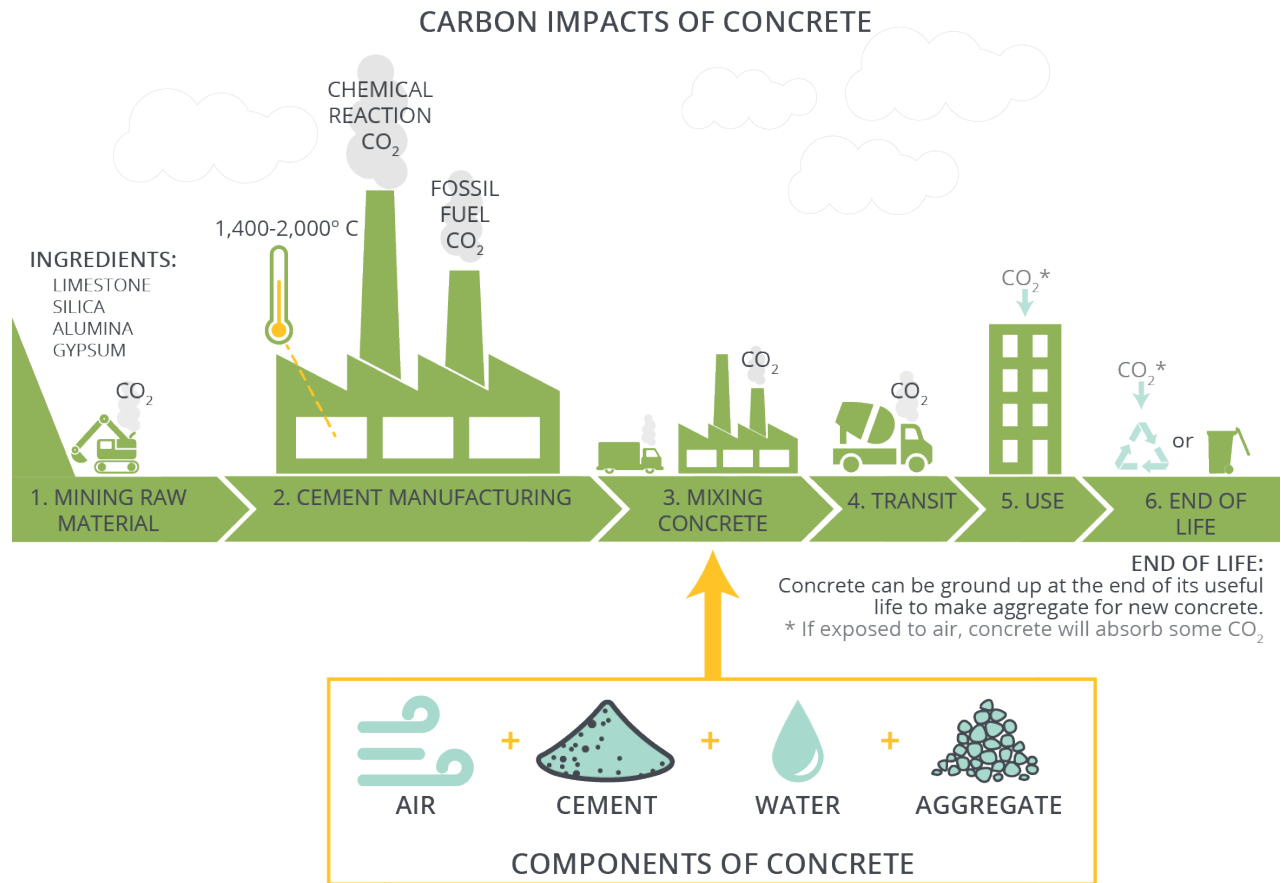 CARBON IMPACTS OF CONCRETE
CHEMICAL
REACTION
CO₂
FOSSIL
FUEL
CO₂
1,400-2,000º C
INGREDIENTS:
LIMESTONE
SILICA
ALUMINA
GYPSUM
CO₂
CO₂
CO₂
CO₂*
CO₂*
or
1. MINING RAW
MATERIAL
2. CEMENT MANUFACTURING
3. MIXING
CONCRETE
4. TRANSIT
5. USE
6. END OF
LIFE
END OF LIFE:
Concrete can be ground up at the end of its useful
life to make aggregate for new concrete.
* If exposed to air, concrete will absorb some CO₂
+
+
+
AIR
CEMENT
WATER
AGGREGATE
COMPONENTS OF CONCRETE